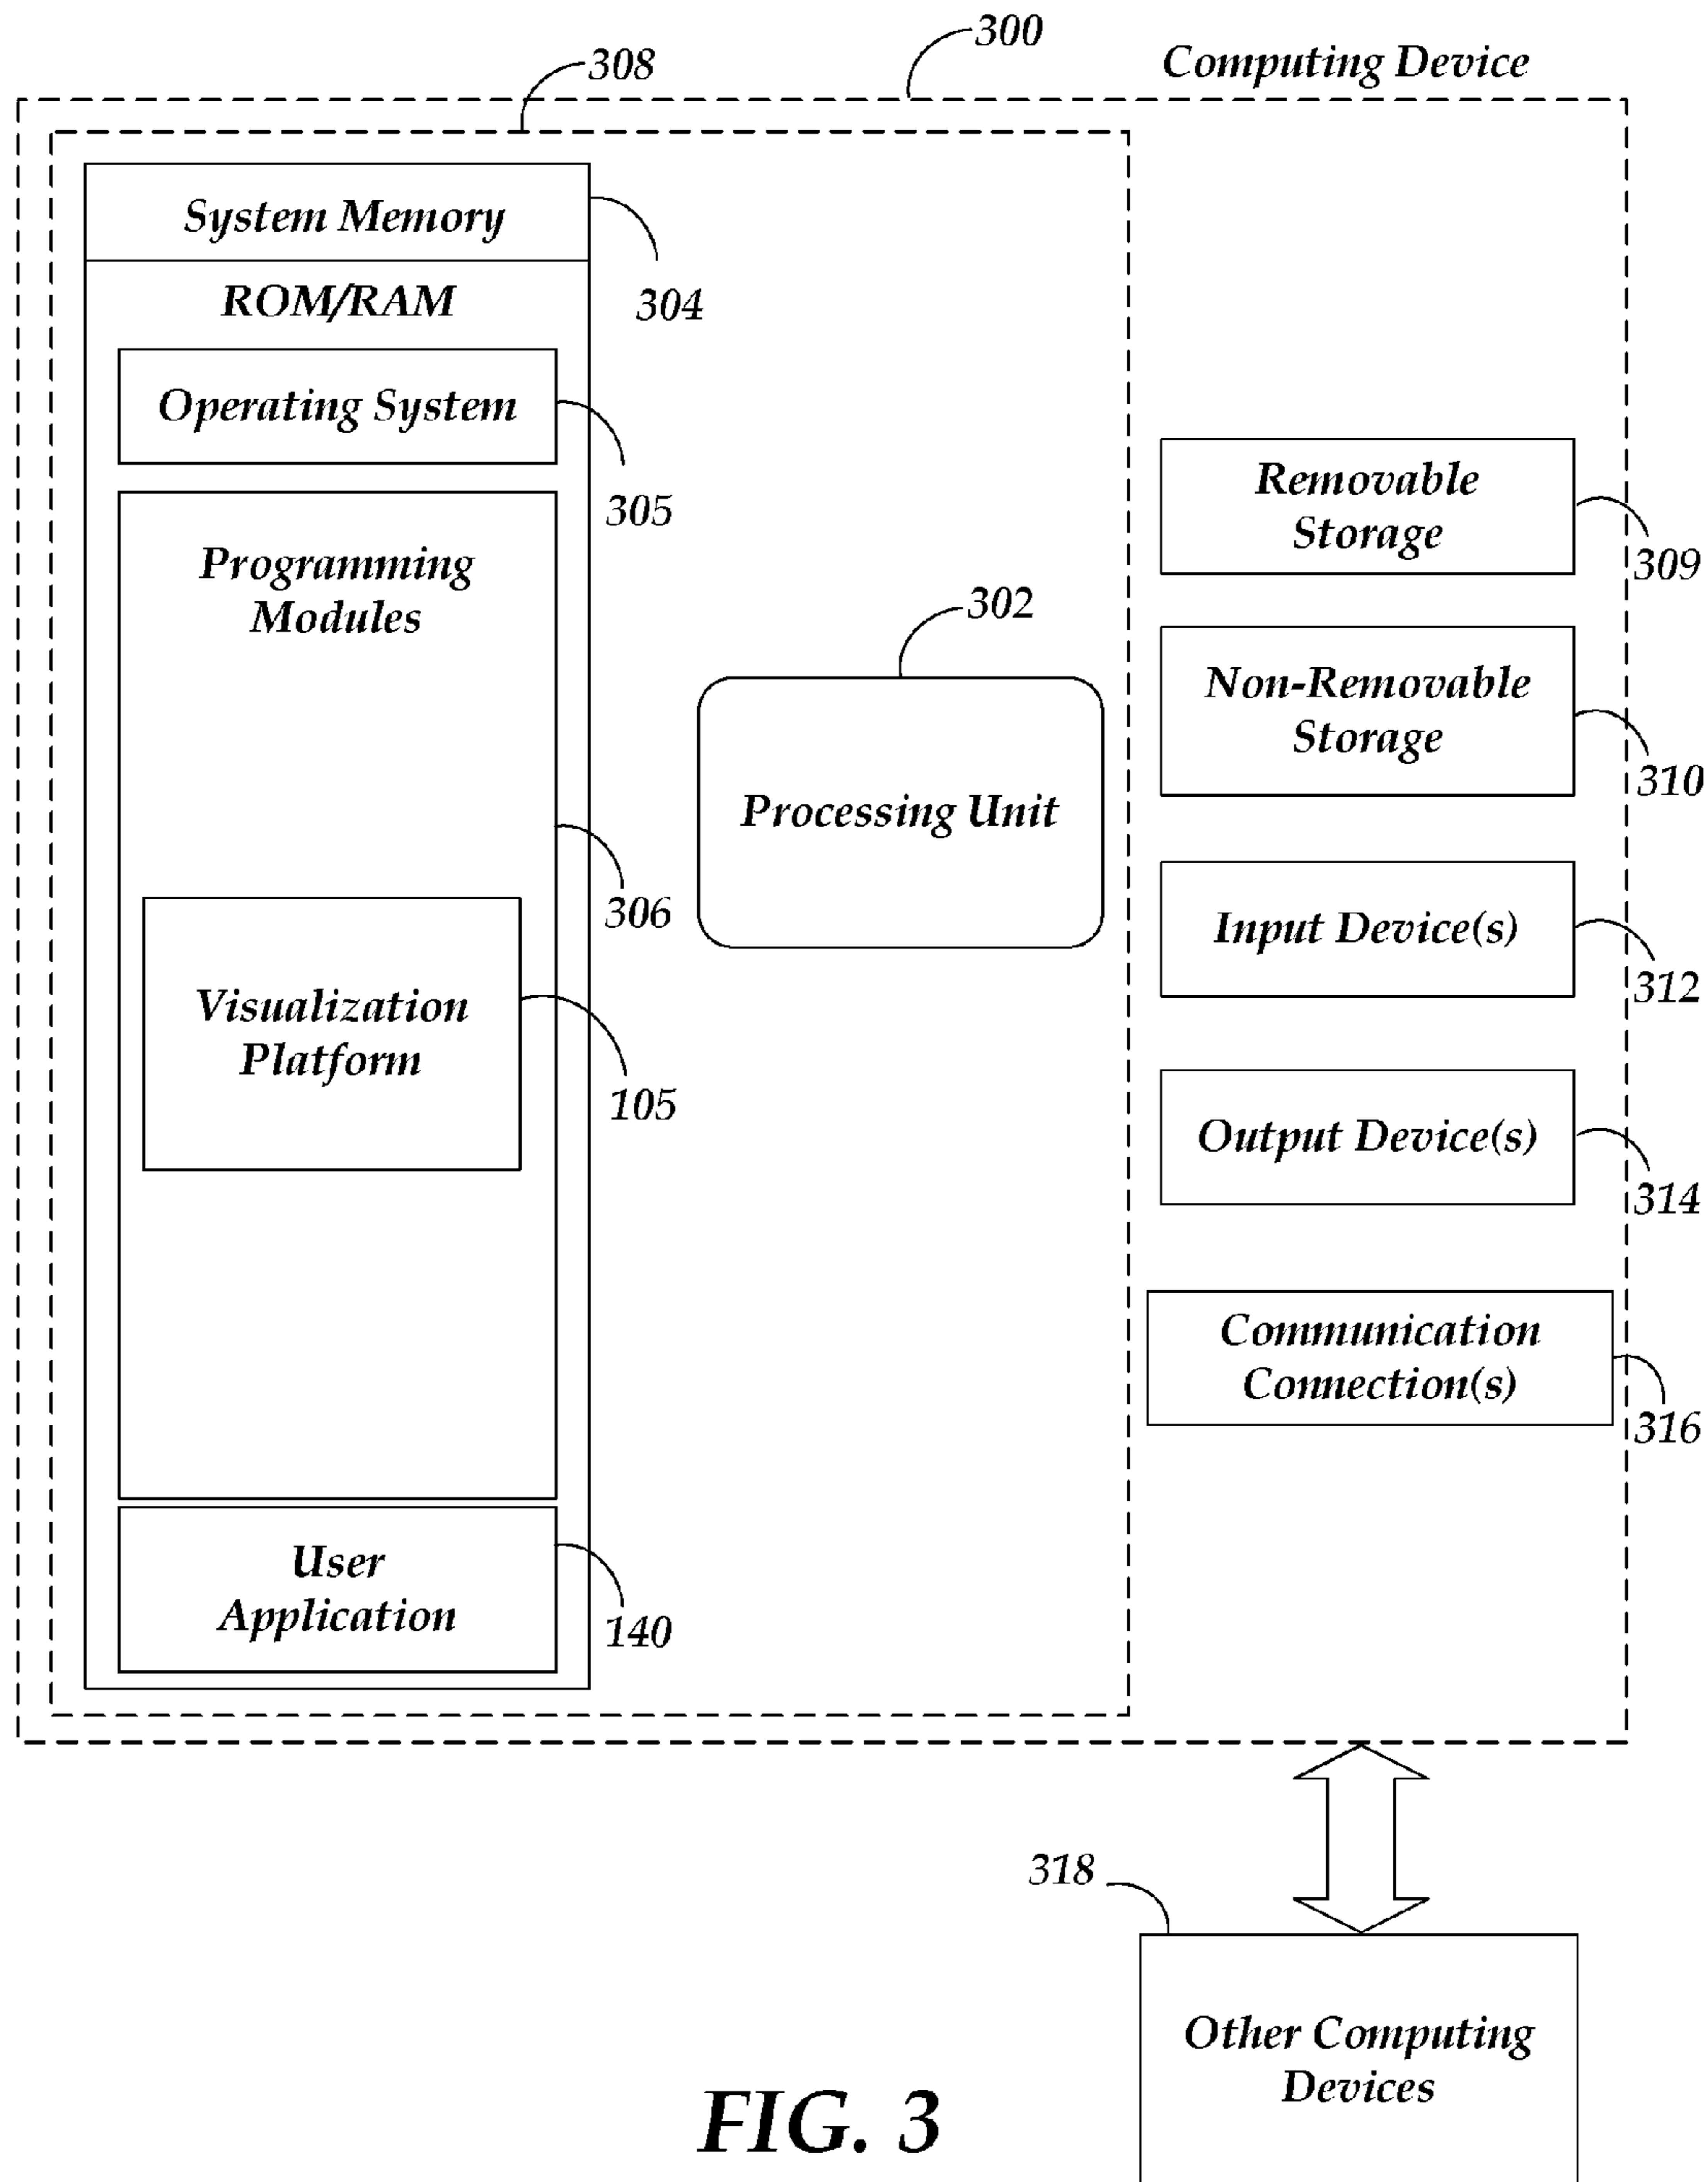 300
Computing Device
308
System Memory
304
ROM/RAM
Operating System
305
Programming
Modules
306
Visualization
Platform
105
User
Application
140
302
Processing Unit
Removable
Storage
309
Non-Removable
Storage
310
Input Device(s)
312
Output Device(s)
314
Communication
Connection(s)
316
318
Other Computing
Devices
FIG. 3